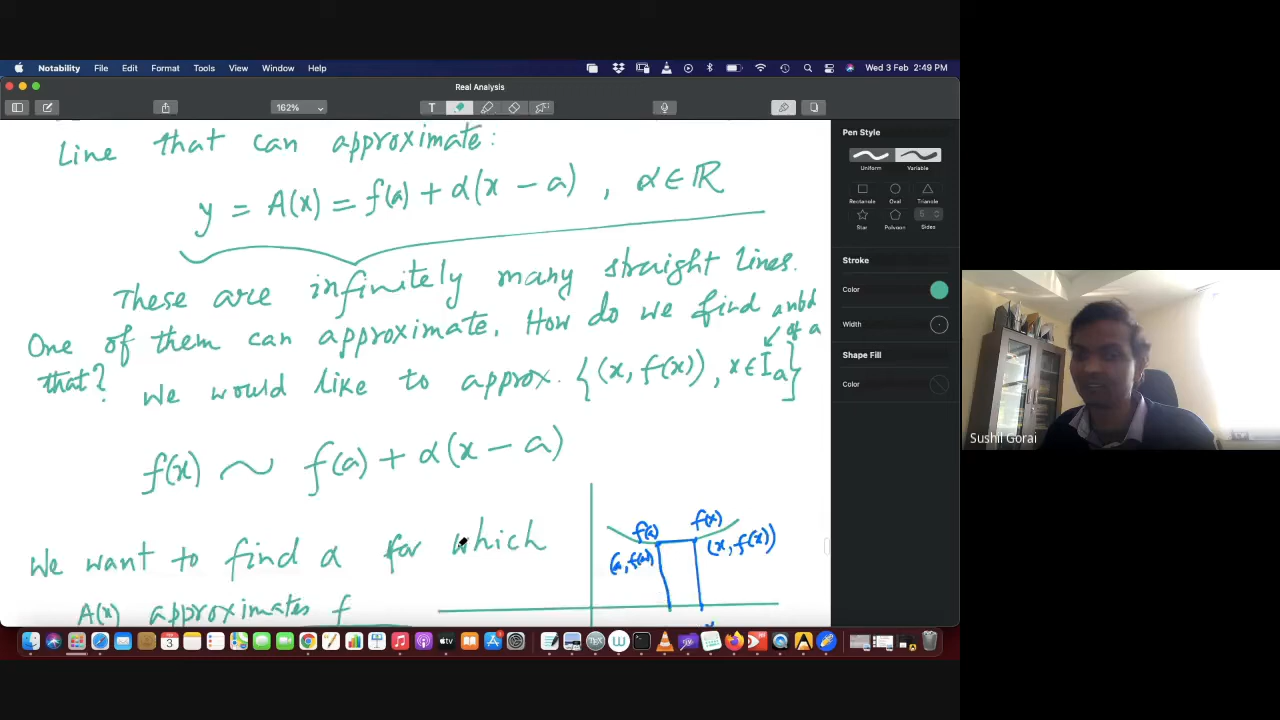 Notability File Edit Format Tools View Window Help Wed 3 Feb 2:49 PM
Real Analysis
162% T
Line that can approximate:
y = A(x) = f(a) + α(x - a) , α ∈ ℝ
These are infinitely many straight lines.
One of them can approximate. How do we find
that?
a nbd
of a
We would like to approx. {(x, f(x)), x ∈ I_a}
f(x) ~ f(a) + α(x - a)
We want to find α for which
A(x) approximates f
f(a) f(x)
(a, f(a)) (x, f(x))
Pen Style
Uniform Variable
Rectangle Oval Triangle
6
Star Polygon Sides
Stroke
Color
Width
Shape Fill
Color
Sushil Gorai